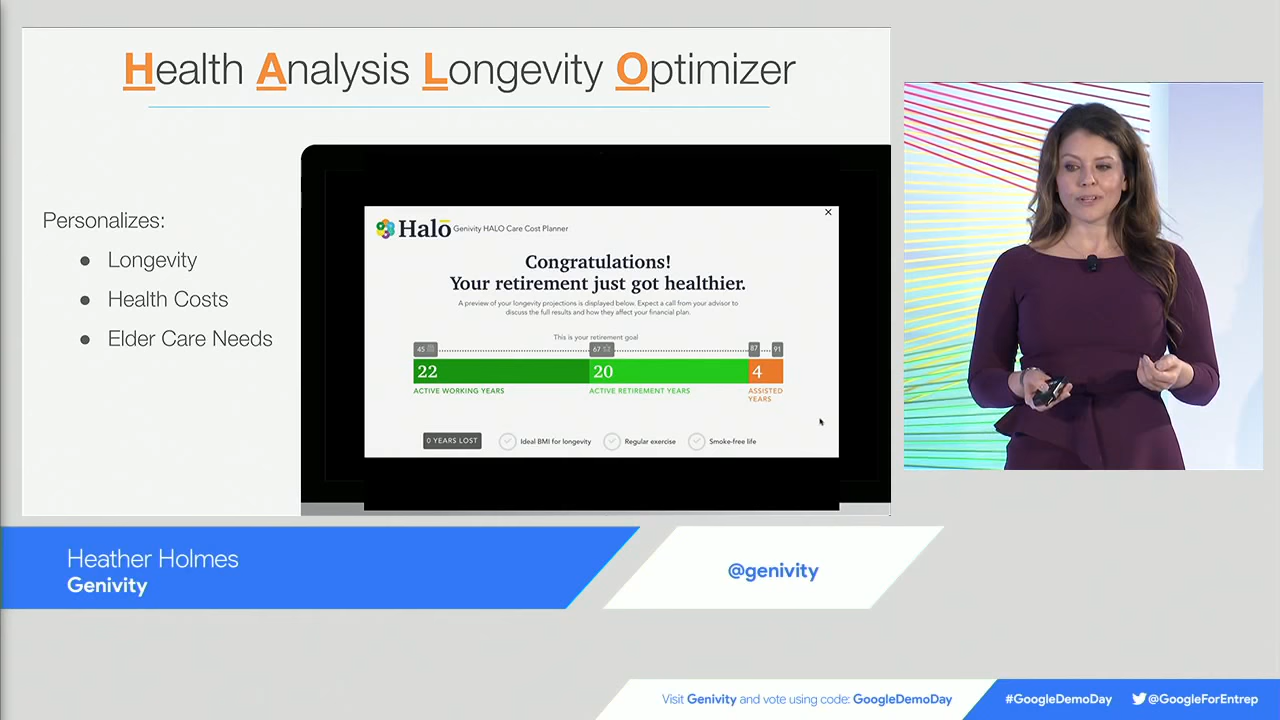 Health Analysis Longevity Optimizer
Personalizes:
● Longevity
● Health Costs
● Elder Care Needs
Halō Genivity HALO Care Cost Planner
×
Congratulations!
Your retirement just got healthier.
A preview of your longevity projections is displayed below. Expect a call from your advisor to
discuss the full results and how they affect your financial plan.
This is your retirement goal
45 67 87 91
22 20 4
ACTIVE WORKING YEARS ACTIVE RETIREMENT YEARS ASSISTED
YEARS
0 YEARS LOST Ideal BMI for longevity Regular exercise Smoke-free life
Heather Holmes
Genivity
@genivity
Visit Genivity and vote using code: GoogleDemoDay
#GoogleDemoDay @GoogleForEntrep